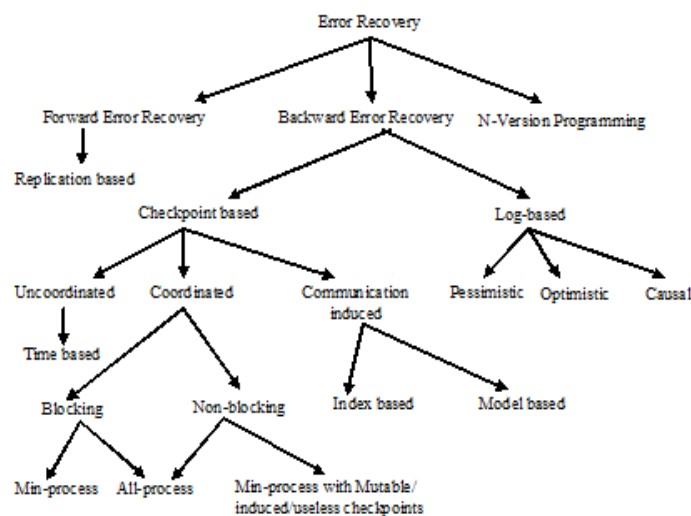 Error Recovery
Forward Error Recovery
Backward Error Recovery
N-Version Programming
Replication based
Checkpoint based
Log-based
Uncoordinated
Coordinated
Communication
induced
Pessimistic
Optimistic
Causal
Time based
Blocking
Non-blocking
Index based
Model based
Min-process
All-process
Min-process with Mutable/
induced/useless checkpoints